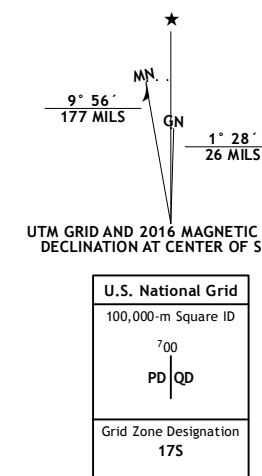 ★
MN
GN
9° 56´
177 MILS
1° 28´
26 MILS
UTM GRID AND 2016 MAGNETIC
DECLINATION AT CENTER OF S
U.S. National Grid
100,000-m Square ID
⁷00
PD QD
Grid Zone Designation
17S